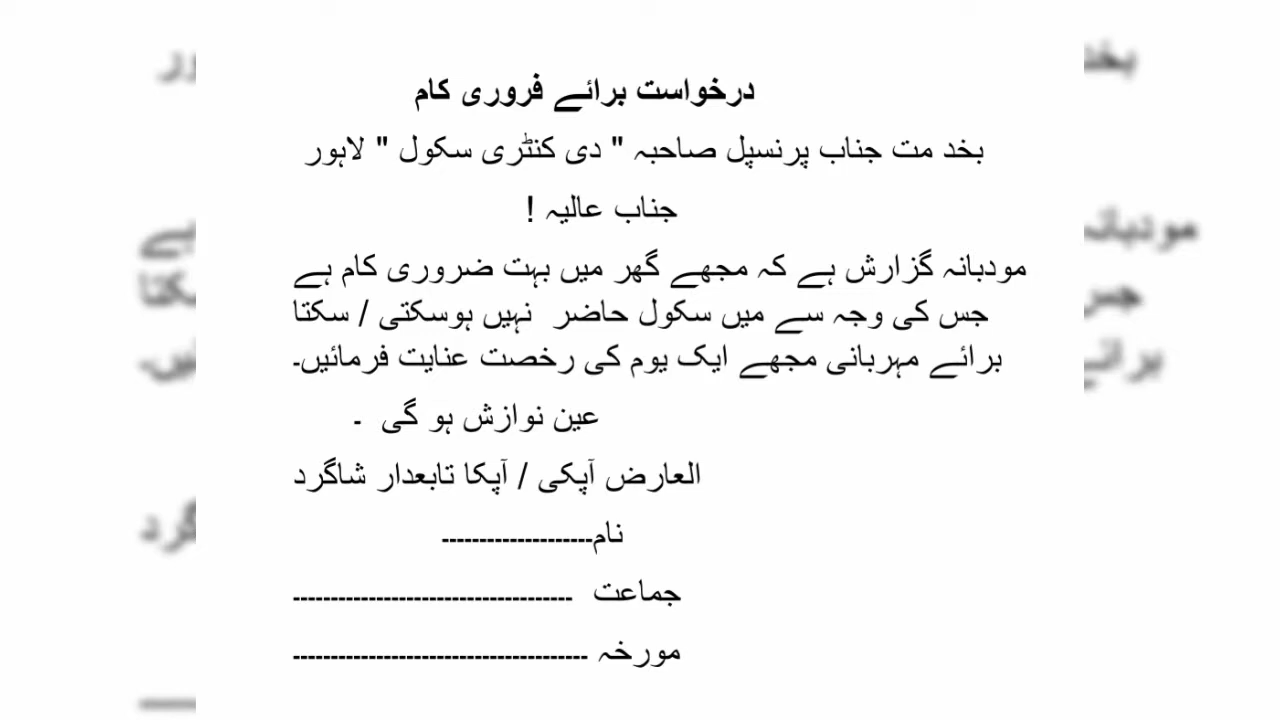 درخواست برائے فروری کام
بخد مت جناب پرنسپل صاحبہ " دی کنٹری سکول " لاہور
جناب عالیہ !
مودبانہ گزارش ہے کہ مجھے گھر میں بہت ضروری کام ہے
جس کی وجہ سے میں سکول حاضر نہیں ہوسکتی / سکتا
برائے مہربانی مجھے ایک یوم کی رخصت عنایت فرمائیں۔
عین نوازش ہو گی ۔
العارض آپکی / آپکا تابعدار شاگرد
نام--------------------
جماعت -------------------------------------
مورخہ ---------------------------------------